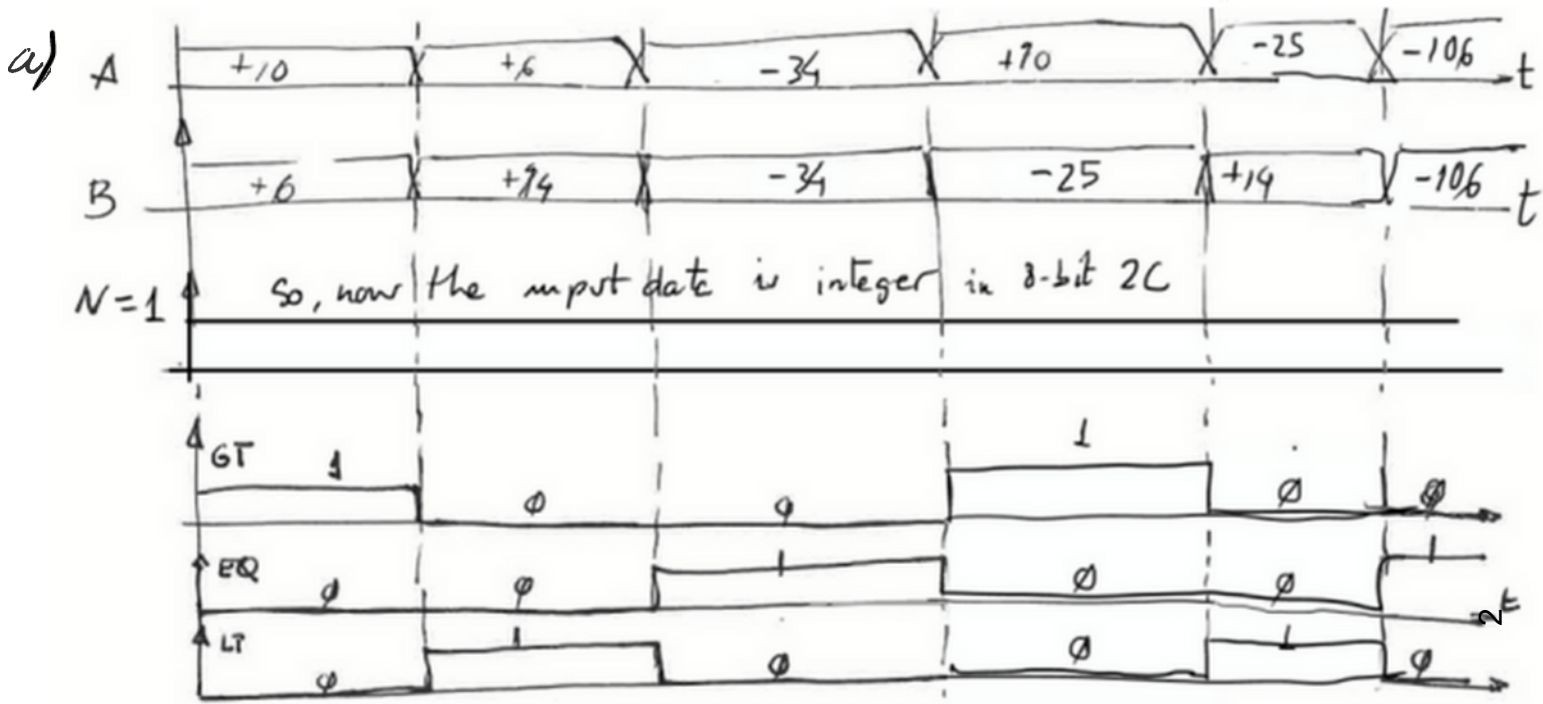 a)
A +10 +6 -34 +10 -25 -106 t
B +6 +14 -34 -25 +14 -106 t
N=1 So, now the input data is integer in 8-bit 2C
GT 1 0 0 1 0 0
EQ 0 0 1 0 0 1 t
2
LT 0 1 0 0 1 0